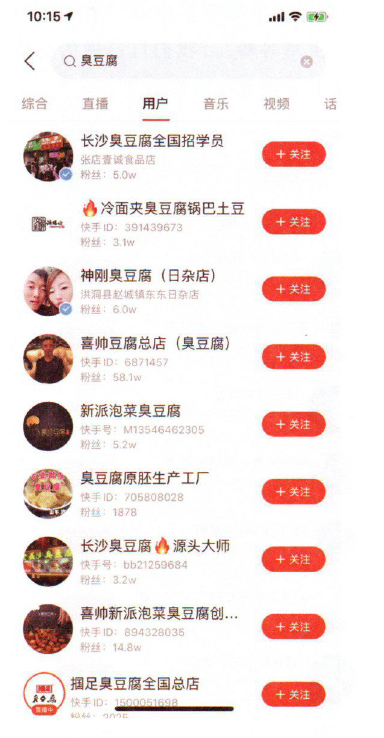 10:15
臭豆腐
综合 直播 用户 音乐 视频 话
长沙臭豆腐全国招学员
张店壹诚食品店
粉丝: 5.0w
+ 关注
🔥冷面夹臭豆腐锅巴土豆
快手ID: 391439673
粉丝: 3.1w
+ 关注
神刚臭豆腐（日杂店）
洪洞县赵城镇东东日杂店
粉丝: 6.0w
+ 关注
喜帅豆腐总店（臭豆腐）
快手ID: 6871457
粉丝: 58.1w
+ 关注
新派泡菜臭豆腐
快手号: M13546462305
粉丝: 5.2w
+ 关注
臭豆腐原胚生产工厂
快手ID: 705808028
粉丝: 1878
+ 关注
长沙臭豆腐🔥源头大师
快手号: bb21259684
粉丝: 3.2w
+ 关注
喜帅新派泡菜臭豆腐创...
快手ID: 894328035
粉丝: 14.8w
+ 关注
直播中
掴足臭豆腐全国总店
快手ID: 1500051698
粉丝: 2025
+ 关注